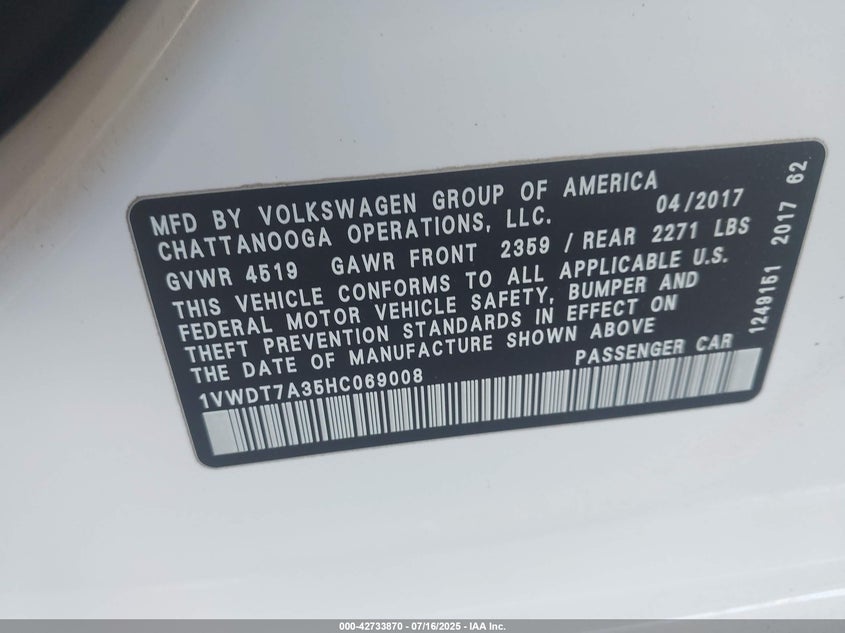 MFD BY VOLKSWAGEN GROUP OF AMERICA
CHATTANOOGA OPERATIONS, LLC. 04/2017
GVWR 4519 GAWR FRONT 2359 / REAR 2271 LBS
THIS VEHICLE CONFORMS TO ALL APPLICABLE U.S.
FEDERAL MOTOR VEHICLE SAFETY, BUMPER AND
THEFT PREVENTION STANDARDS IN EFFECT ON
THE DATE OF MANUFACTURE SHOWN ABOVE
1VWDT7A35HC069008 PASSENGER CAR
1249151 2017 62
000-42733870 - 07/16/2025 - IAA Inc.